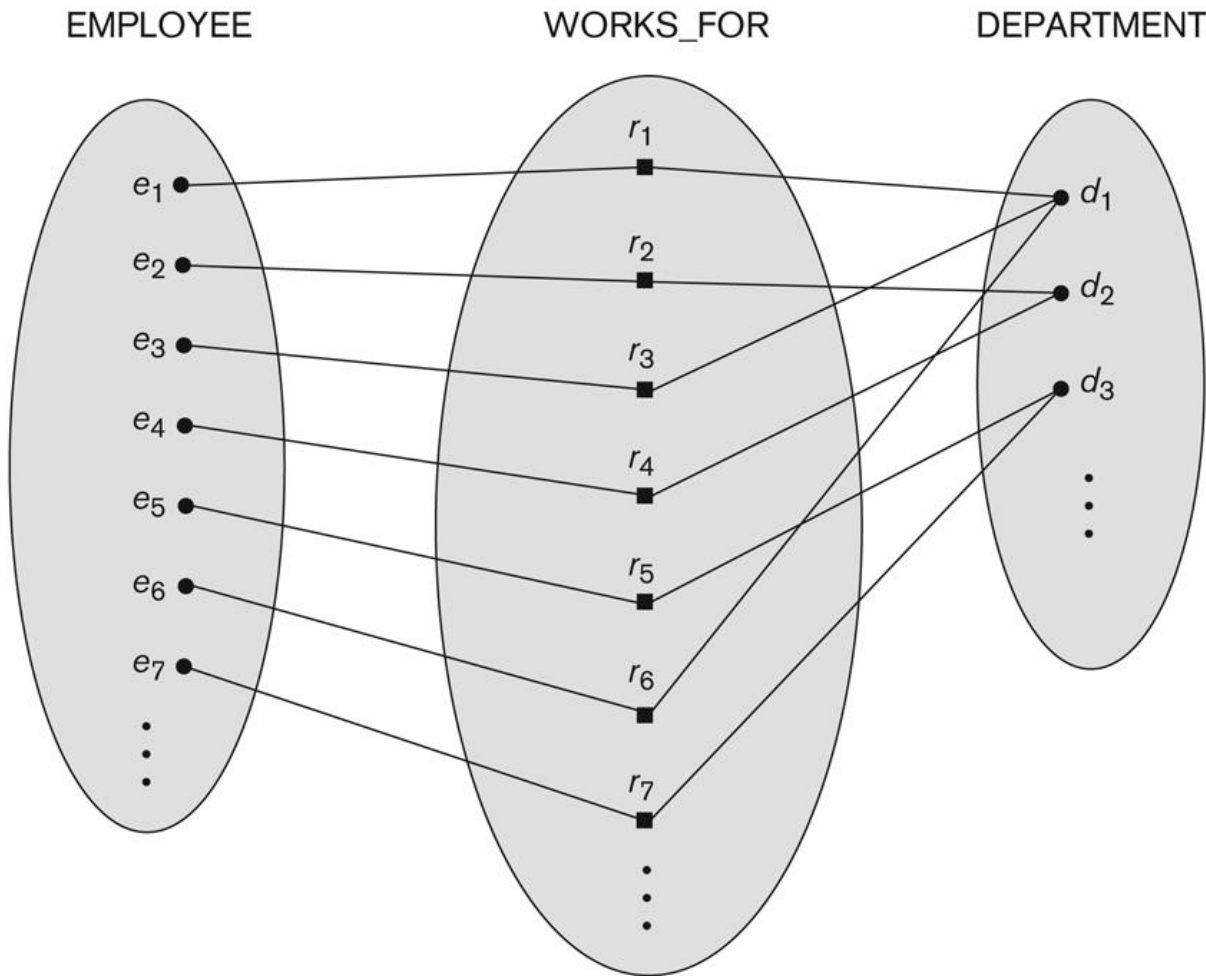 EMPLOYEE WORKS_FOR DEPARTMENT
r1
e1 d1
r2
e2 d2
e3 r3 d3
e4 r4
e5
r5
e6
e7 r6
r7